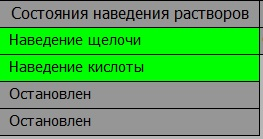 Состояния наведения растворов
Наведение щелочи
Наведение кислоты
Остановлен
Остановлен